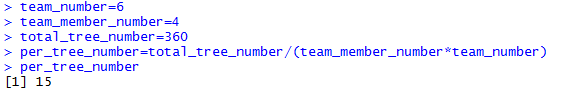 > team_number=6
> team_member_number=4
> total_tree_number=360
> per_tree_number=total_tree_number/(team_member_number*team_number)
> per_tree_number
[1] 15